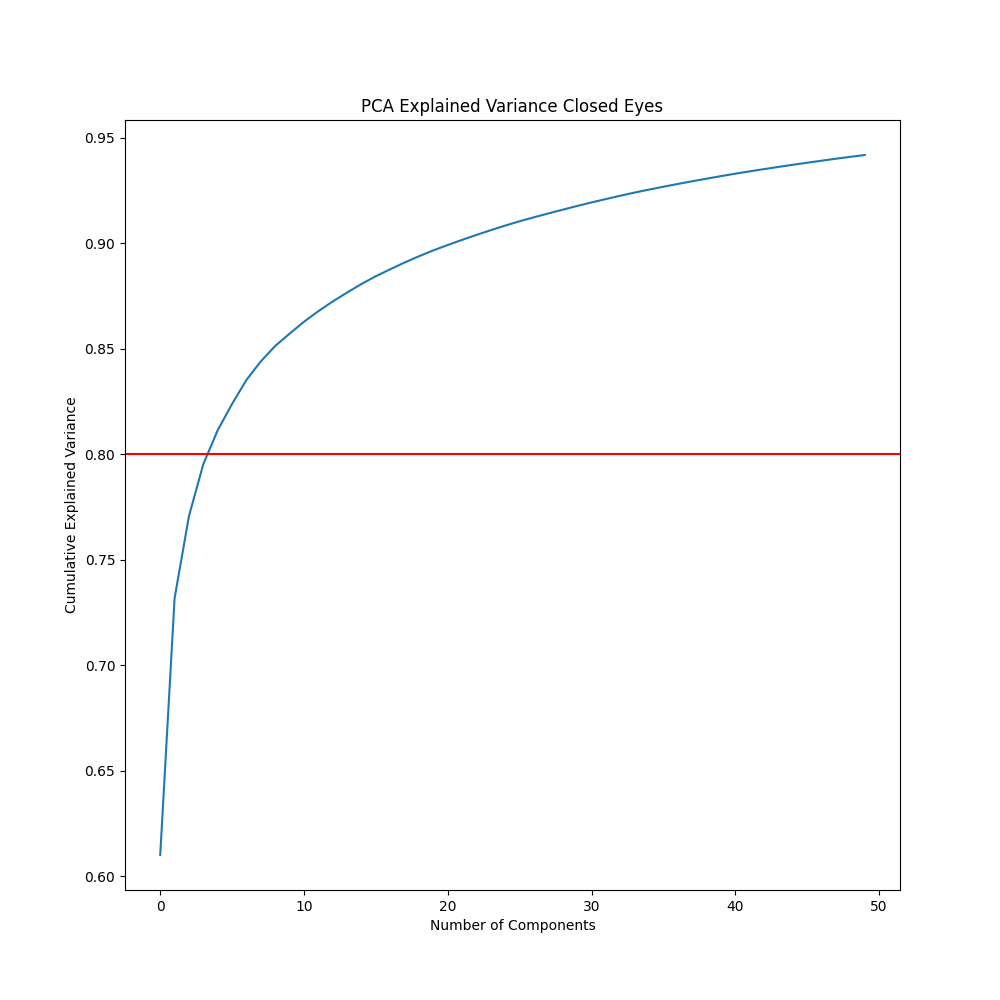 PCA Explained Variance Closed Eyes
0.95
0.90
0.85
0.80
0.75
0.70
0.65
0.60
Cumulative Explained Variance
0 10 20 30 40 50
Number of Components